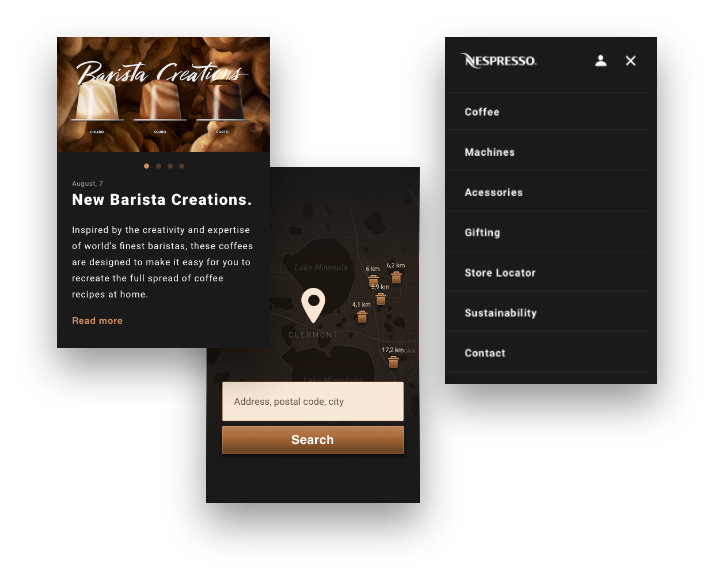 Barista Creations
CHIARO
SCURO
CORTO
August, 7
New Barista Creations.
Inspired by the creativity and expertise
of world's finest baristas, these coffees
are designed to make it easy for you to
recreate the full spread of coffee
recipes at home.
Read more
Lake Minneola
6 km
6,2 km
5,9 km
4,1 km
CLERMONT
17,2 km
Address, postal code, city
Search
NESPRESSO.
Coffee
Machines
Acessories
Gifting
Store Locator
Sustainability
Contact